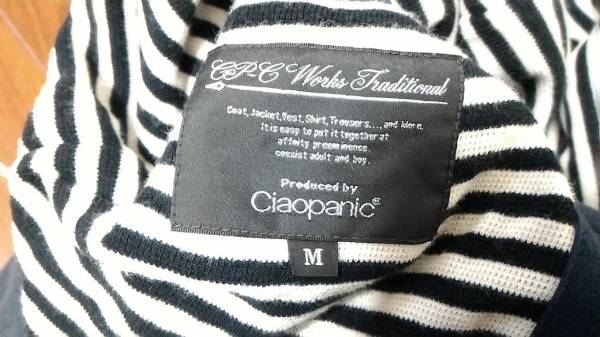 CPC Works Traditional
Coat, Jacket, Vest, Shirt, Trousers..., and More.
It is easy to put it together at
affinity preeminence.
coexist adult and boy.
Produced by
Ciaopanic®
M